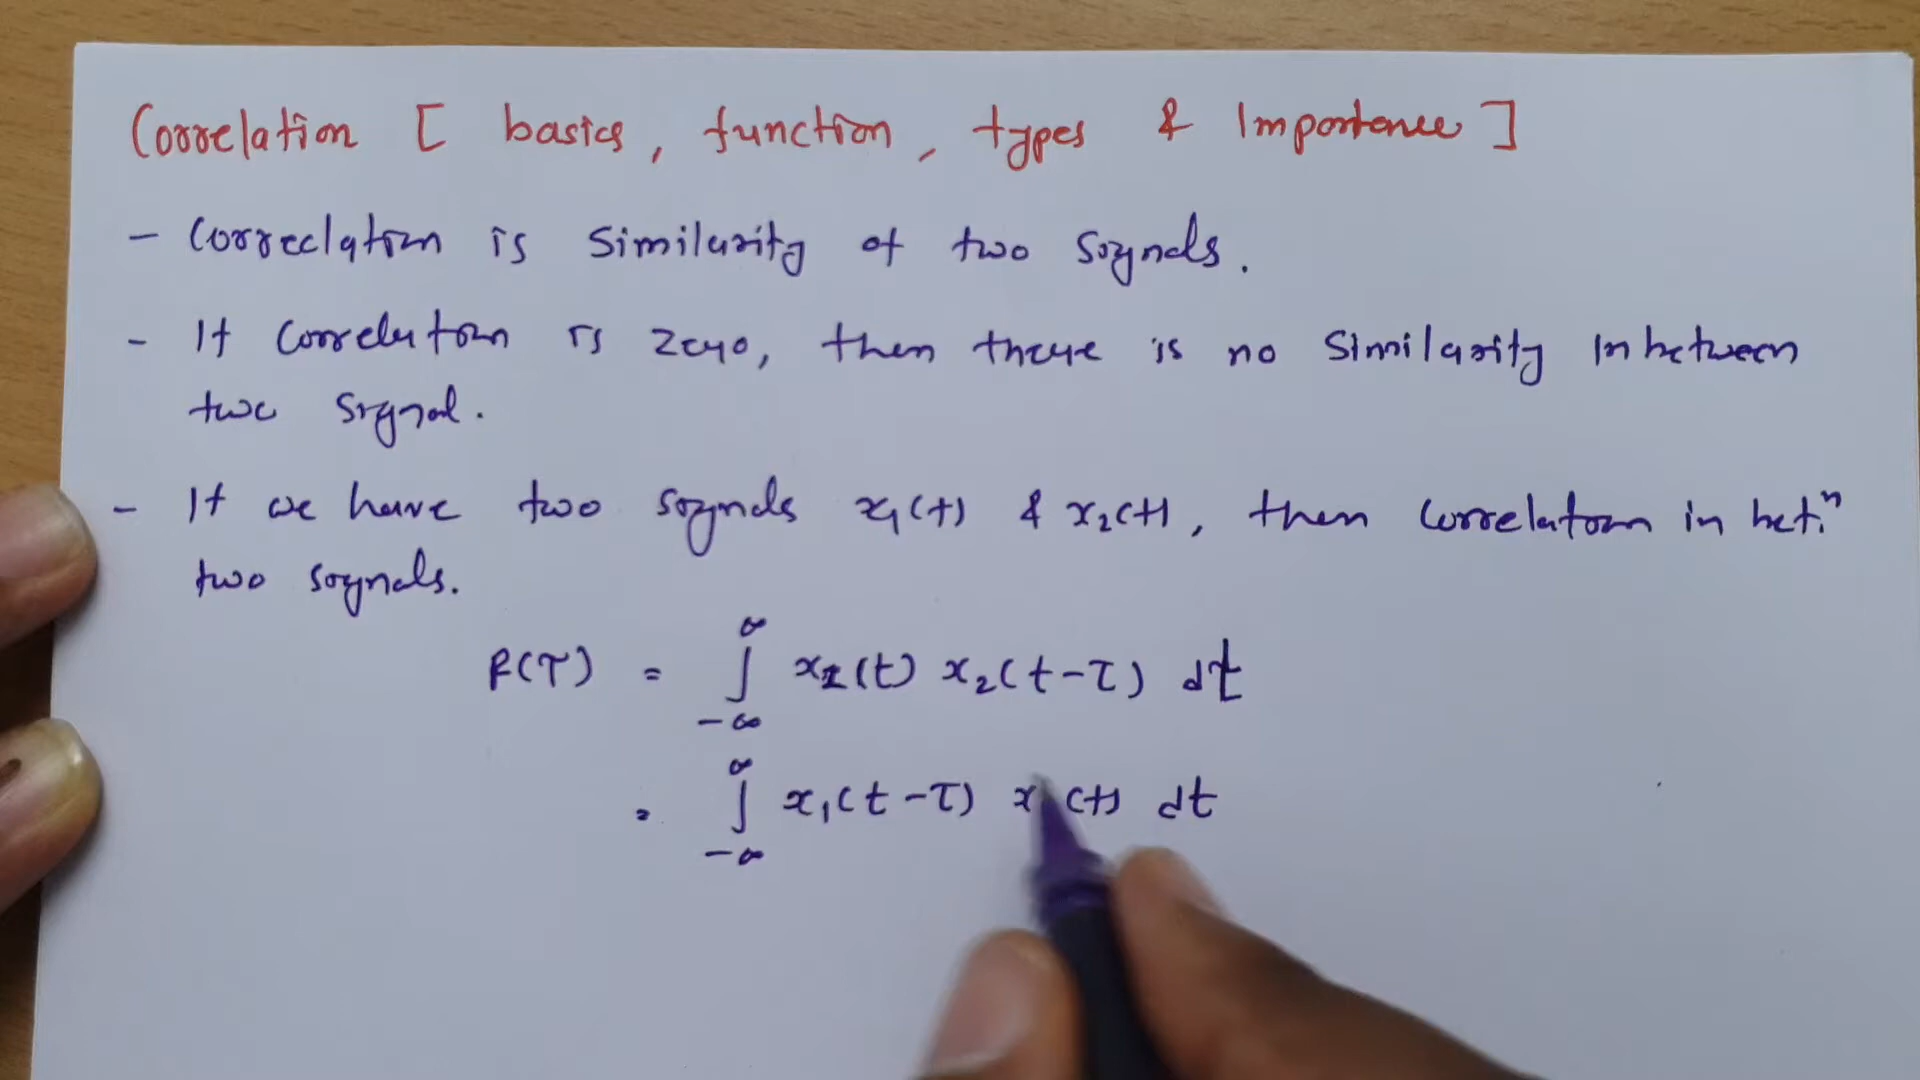 Correlation [ basics, function, types & Importance ]
- Correclation is similarity of two signals.
- If Correlation is zero, then there is no similarity in between
two signal.
- If we have two signals x₁(t) & x₂(t), then correlation in betⁿ
two signals.
R(τ) = ∫_{-∞}^{∞} x₁(t) x₂(t-τ) dt
= ∫_{-∞}^{∞} x₁(t-τ) x (t) dt